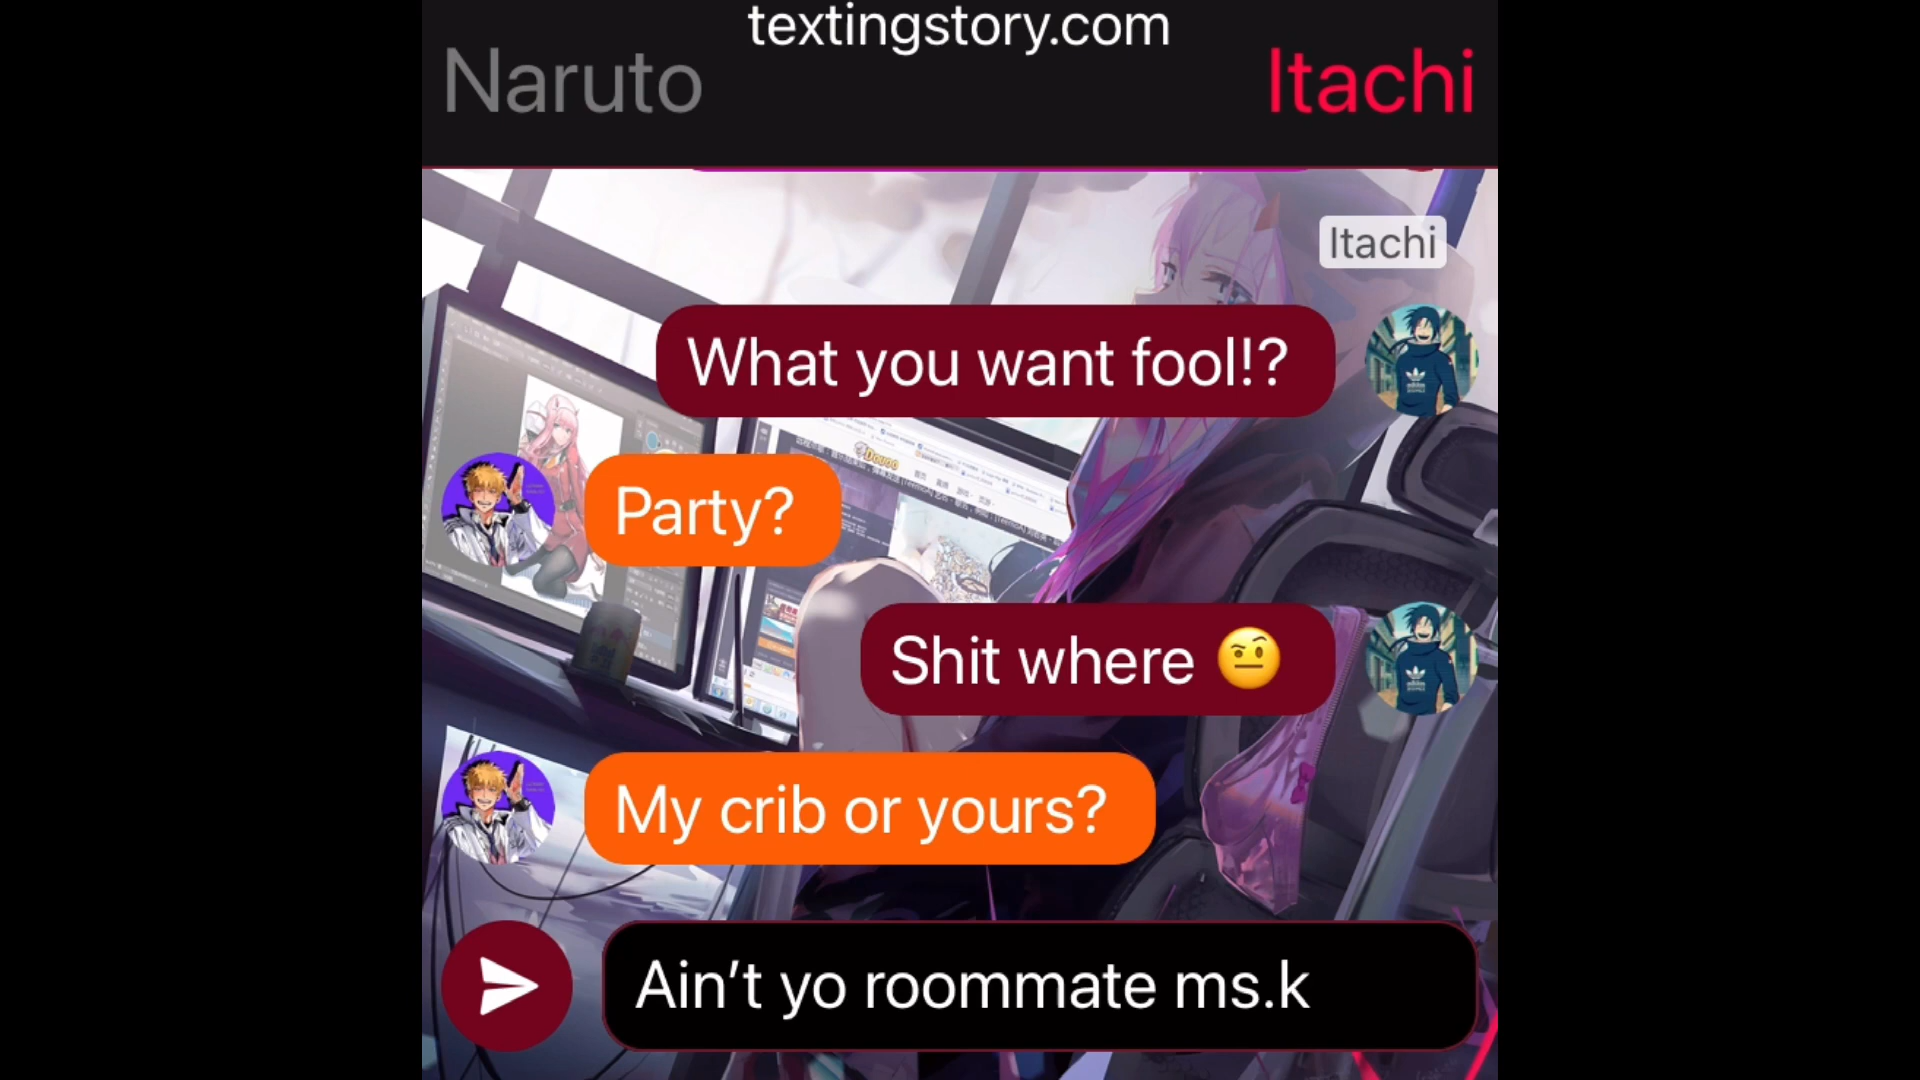 textingstory.com
Naruto
Itachi
Itachi
What you want fool!?
Party?
Shit where 🤨
My crib or yours?
Ain’t yo roommate ms.k